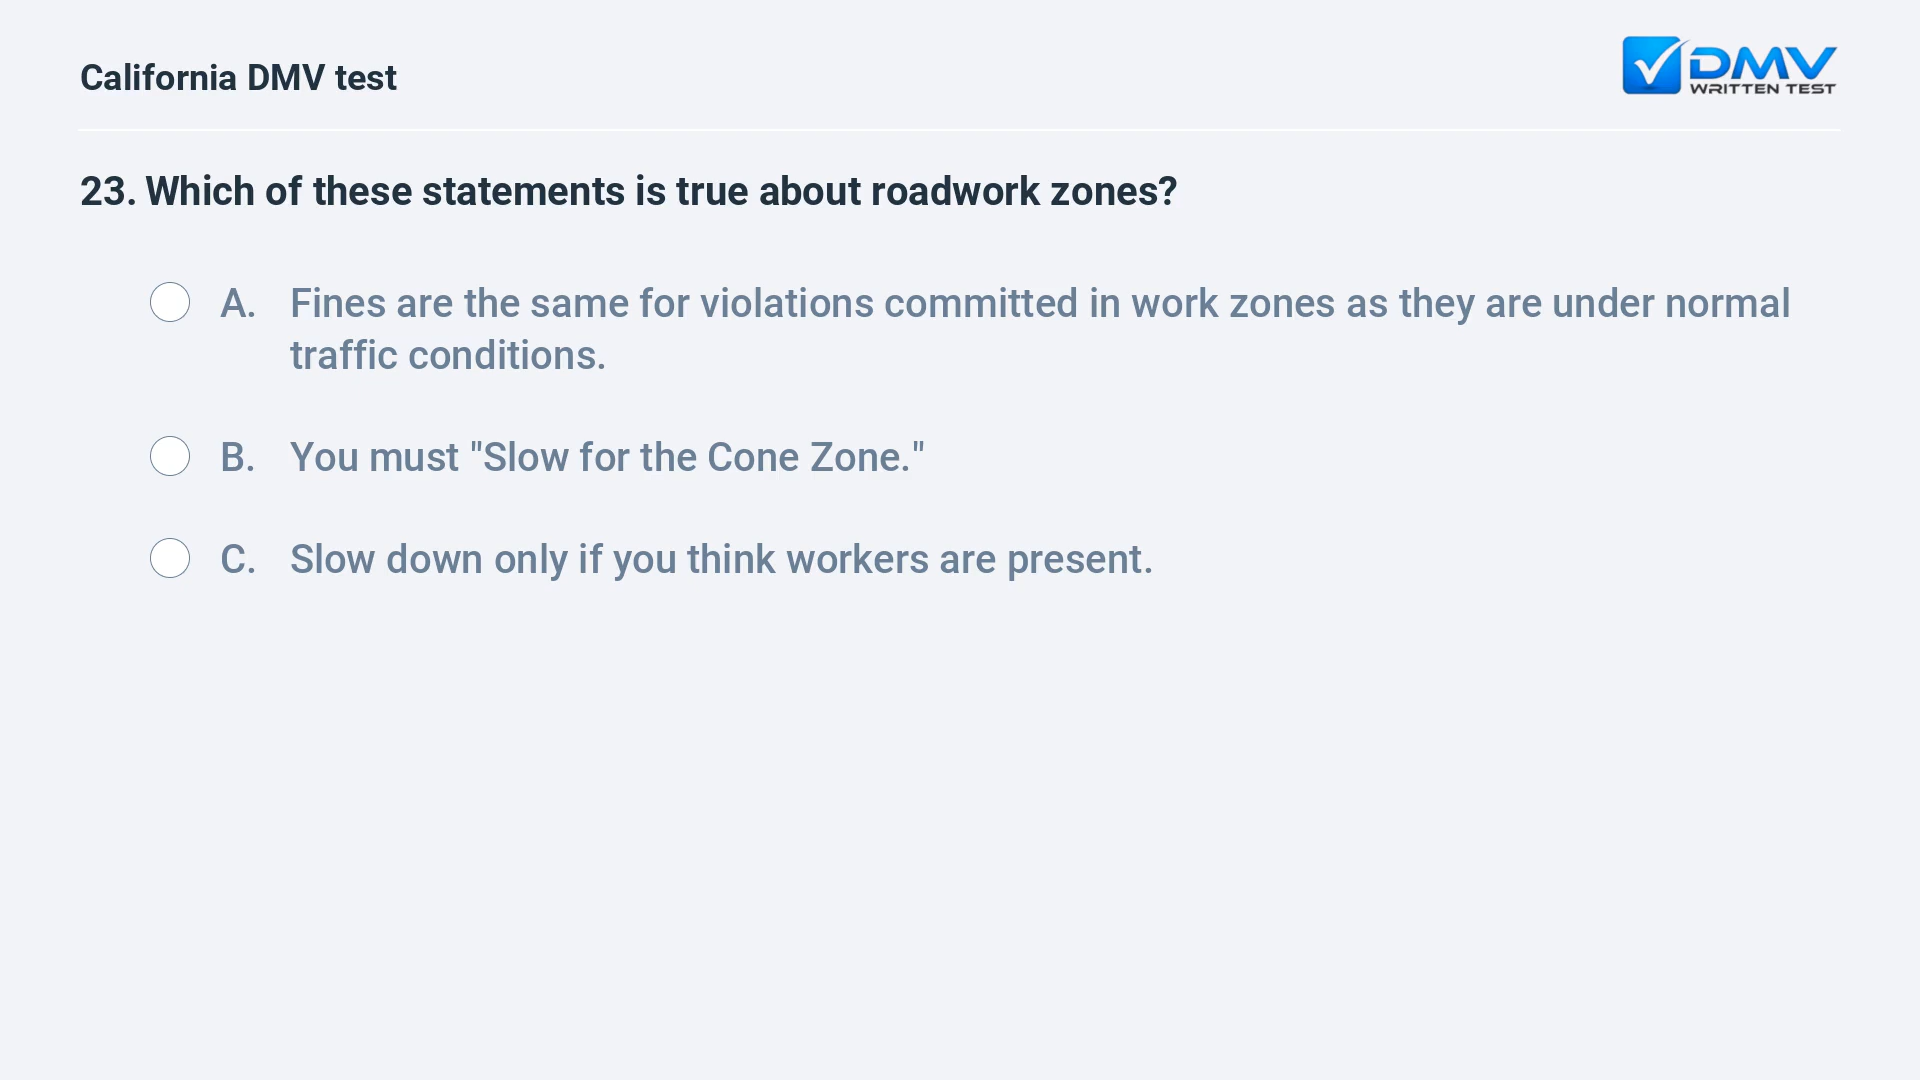 California DMV test
DMV
WRITTEN TEST
23. Which of these statements is true about roadwork zones?
A. Fines are the same for violations committed in work zones as they are under normal
traffic conditions.
B. You must "Slow for the Cone Zone."
C. Slow down only if you think workers are present.